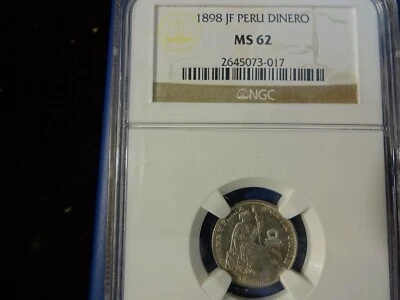 1898 JF PERU DINERO
MS 62
2645073-017
NGC